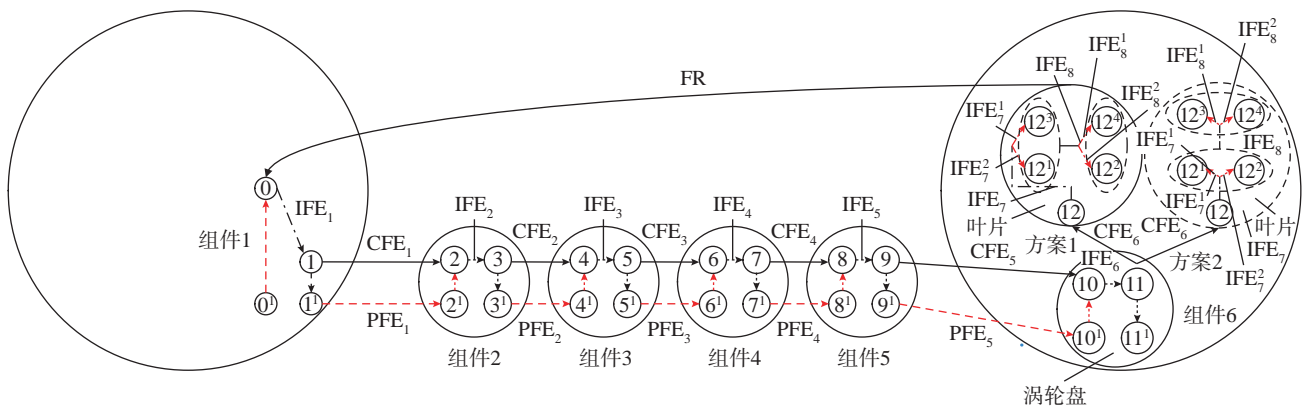 FR
IFE₈
IFE₈¹
IFE₈²
IFE₇¹
IFE₇²
IFE₇
12³
12⁴
12¹
12²
12
叶片
方案1
IFE₈¹
IFE₈²
12³
12⁴
IFE₇¹
IFE₈
12¹
12²
IFE₇¹
12
叶片
IFE₇
IFE₇²
方案2
CFE₆
CFE₆
0
IFE₁
组件1
0¹
1
1¹
CFE₁
PFE₁
IFE₂
2
3
2¹
3¹
组件2
CFE₂
PFE₂
IFE₃
4
5
4¹
5¹
组件3
CFE₃
PFE₃
IFE₄
6
7
6¹
7¹
组件4
CFE₄
PFE₄
IFE₅
8
9
8¹
9¹
组件5
CFE₅
PFE₅
IFE₆
10
11
10¹
11¹
组件6
涡轮盘